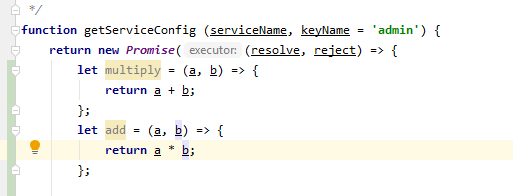 */
function getServiceConfig (serviceName, keyName = 'admin') {
return new Promise( executor: (resolve, reject) => {
let multiply = (a, b) => {
return a + b;
};
let add = (a, b) => {
return a * b;
};